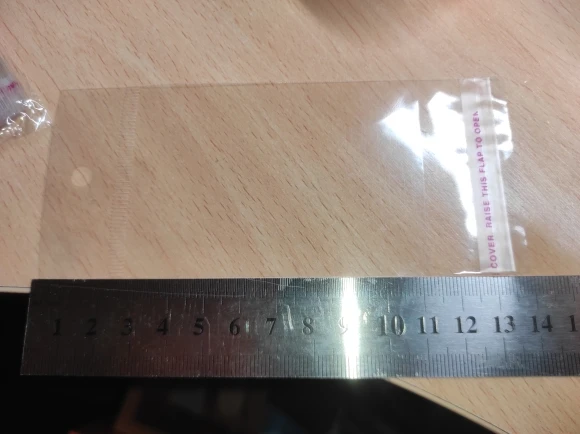 COVER. RAISE THIS FLAP TO OPEN.
1 2 3 4 5 6 7 8 9 10 11 12 13 14